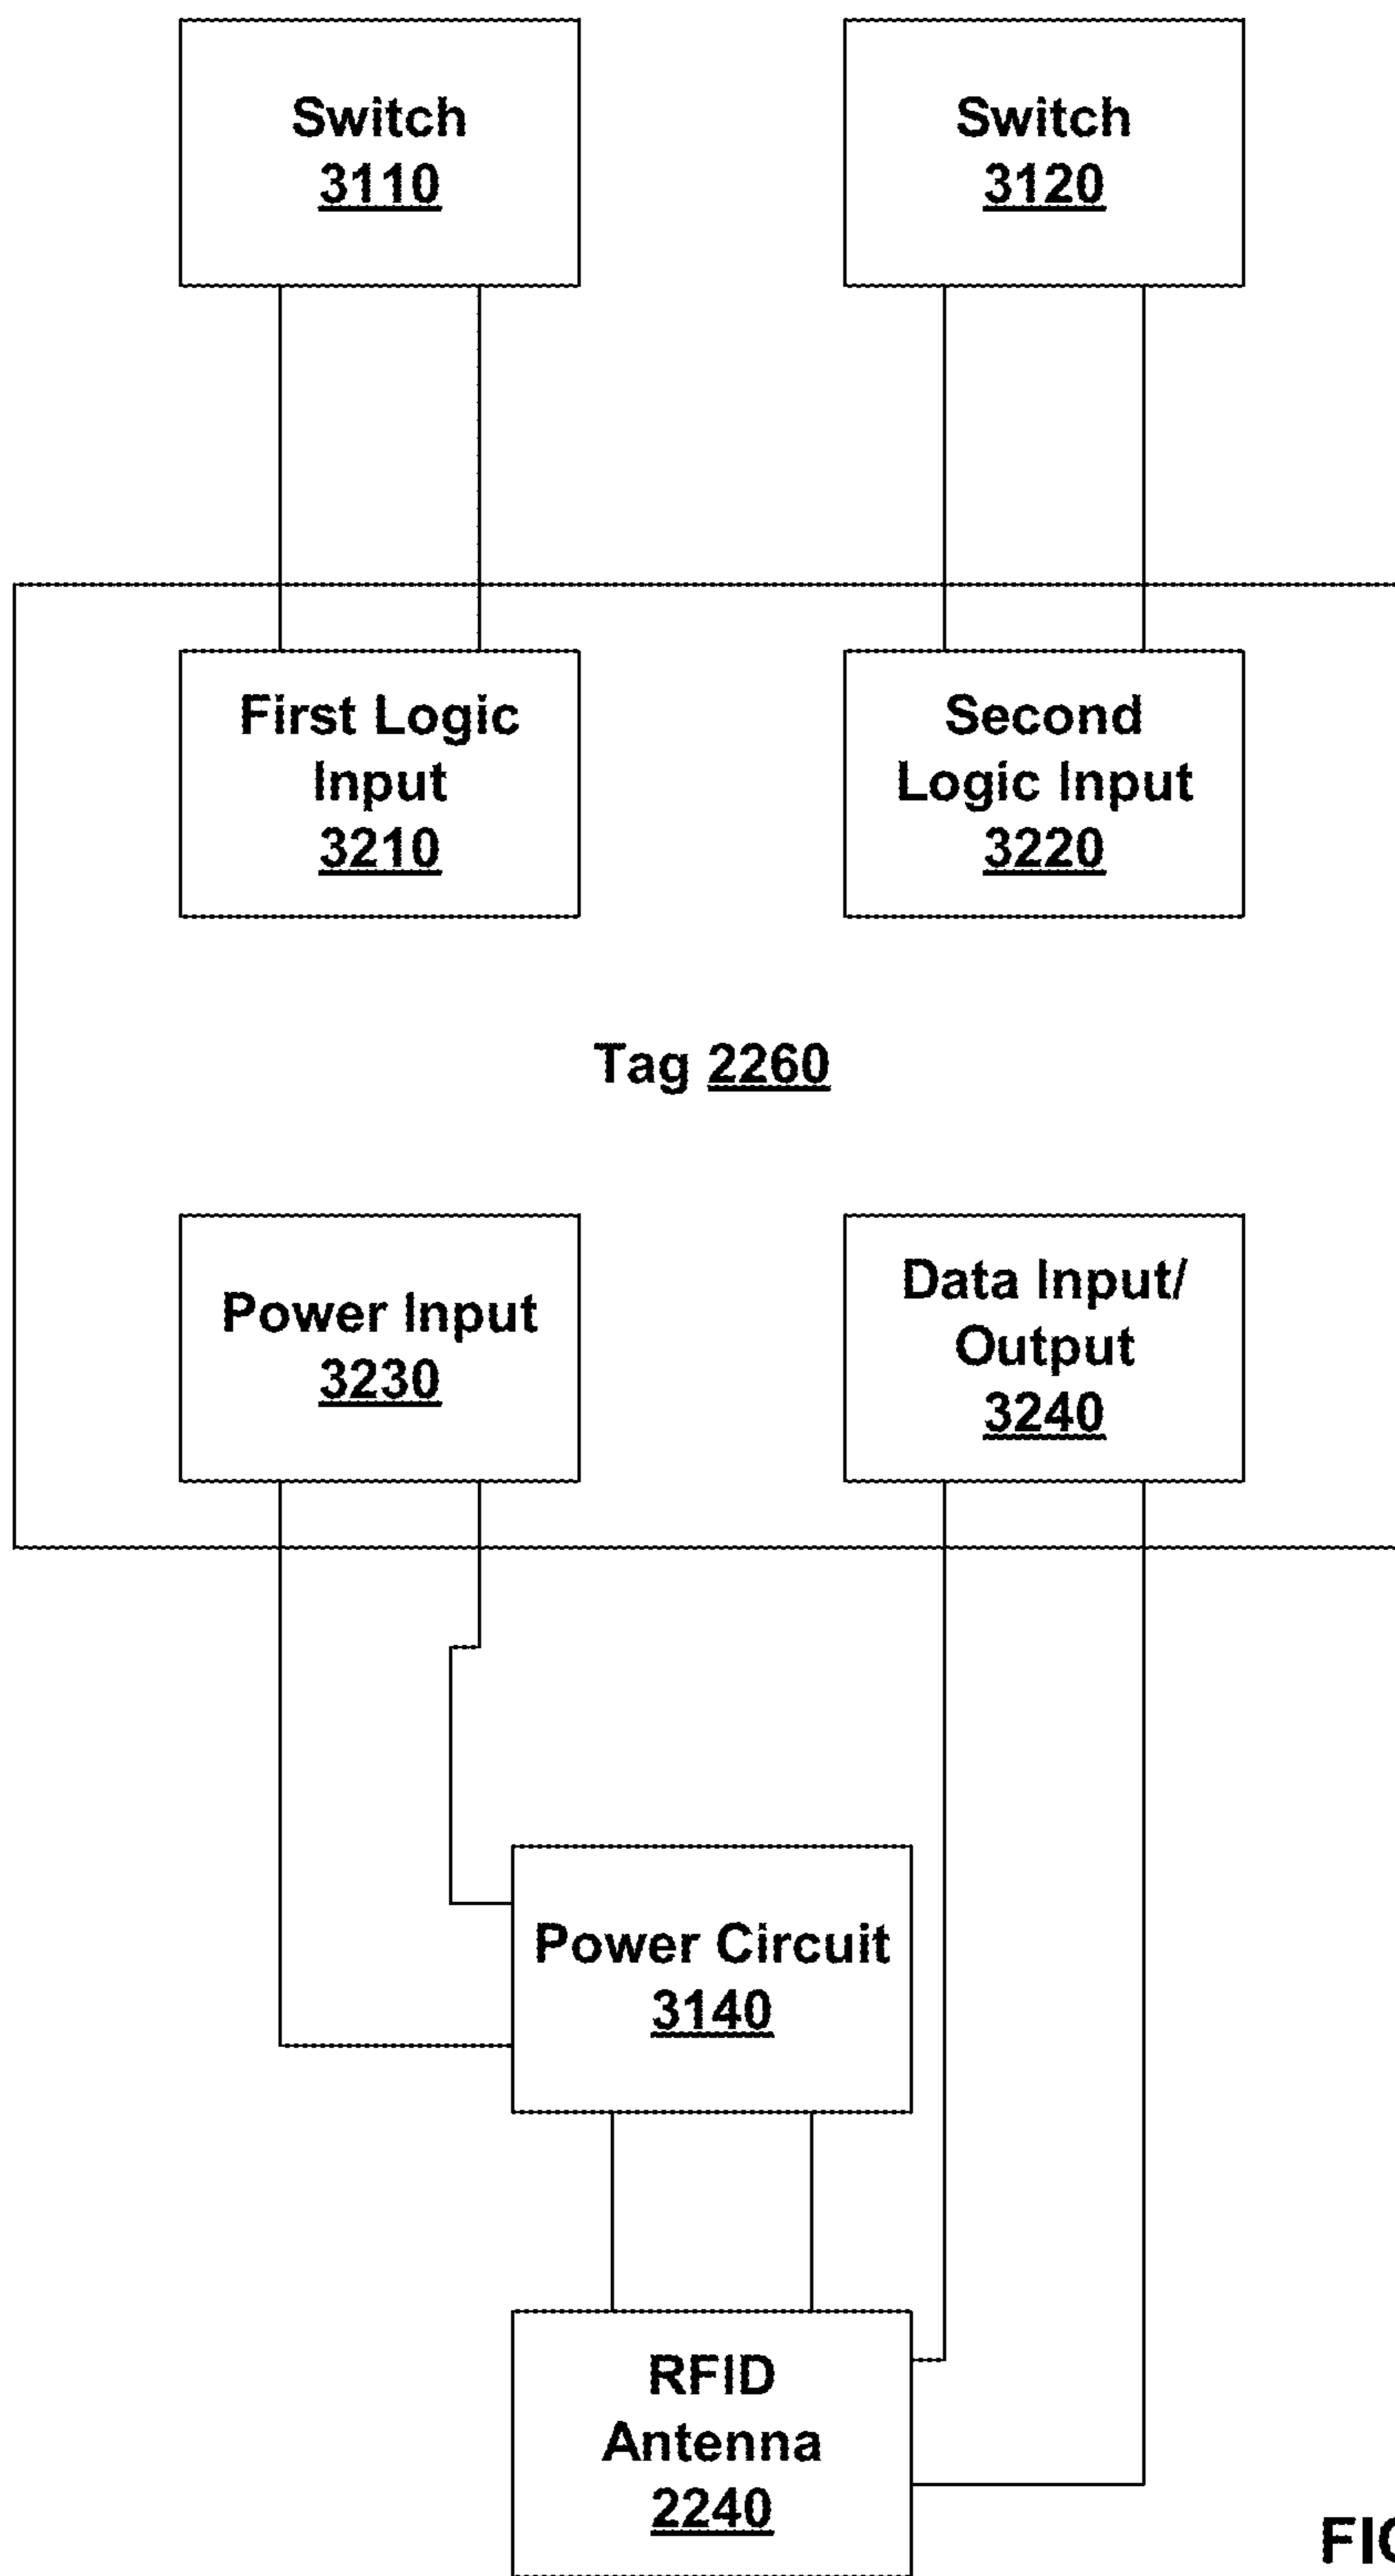 Switch
3110
Switch
3120
First Logic
Input
3210
Second
Logic Input
3220
Tag 2260
Power Input
3230
Data Input/
Output
3240
Power Circuit
3140
RFID
Antenna
2240